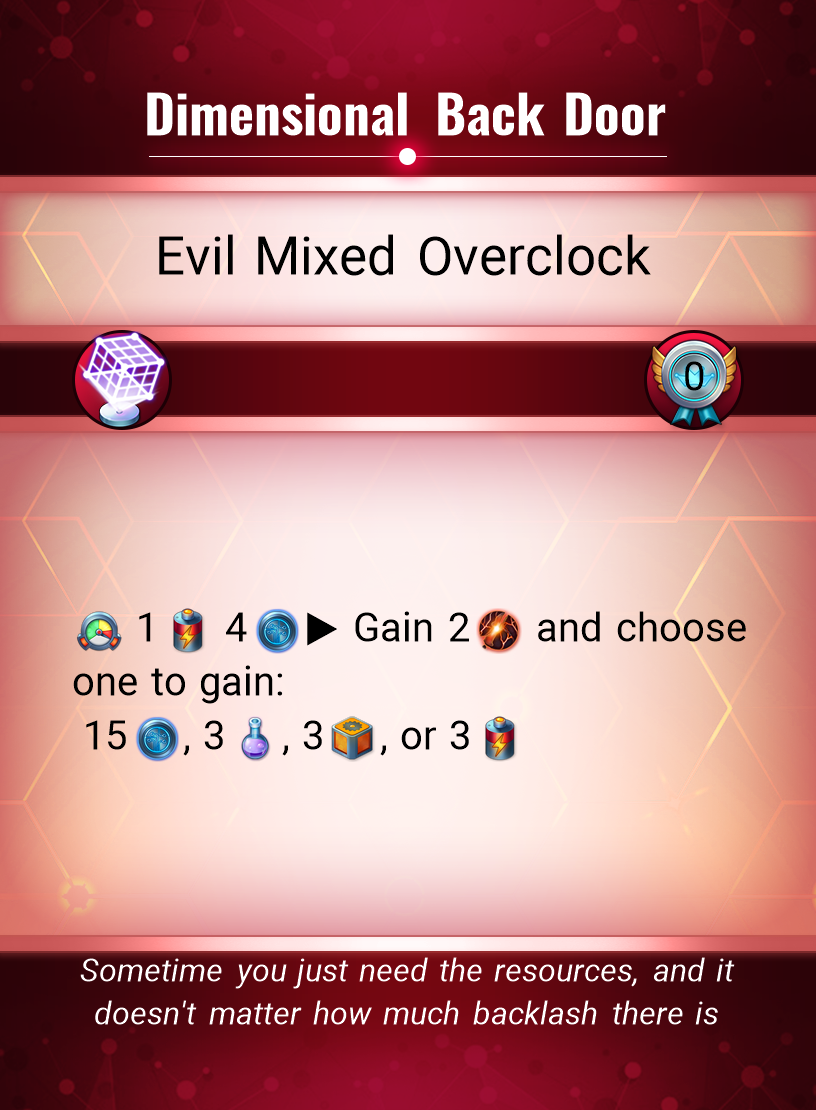 Dimensional Back Door
Evil Mixed Overclock
0
1 4 ▶ Gain 2 and choose
one to gain:
15 , 3 , 3 , or 3
Sometime you just need the resources, and it
doesn't matter how much backlash there is